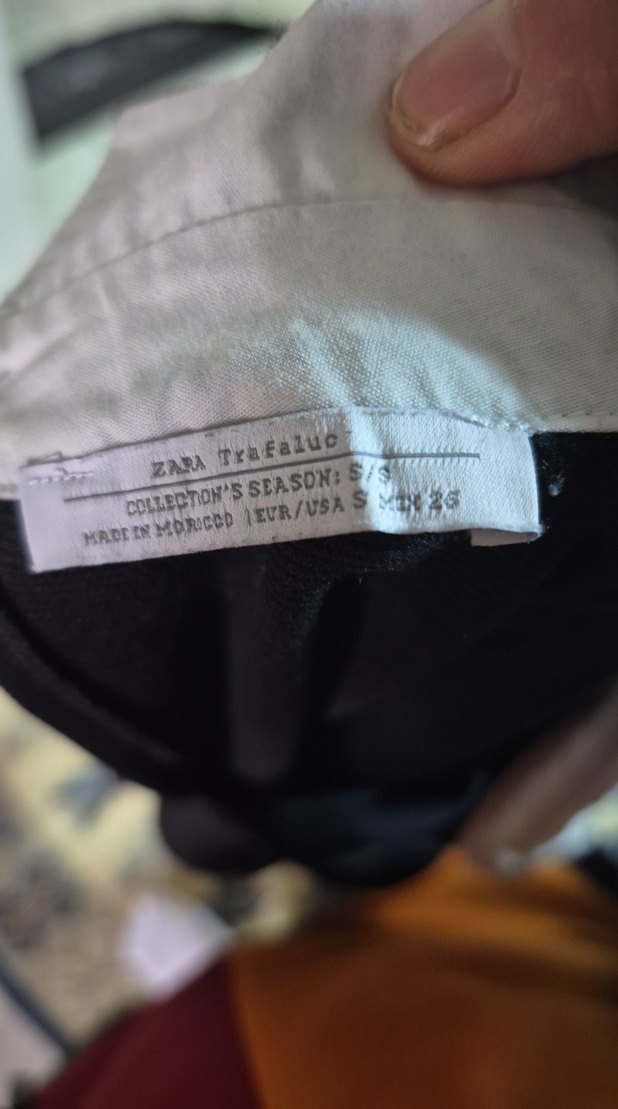 ZARA Trafaluc
COLLECTION'S SEASON: S/S
MADE IN MOROCCO | EUR/USA S MEX 26